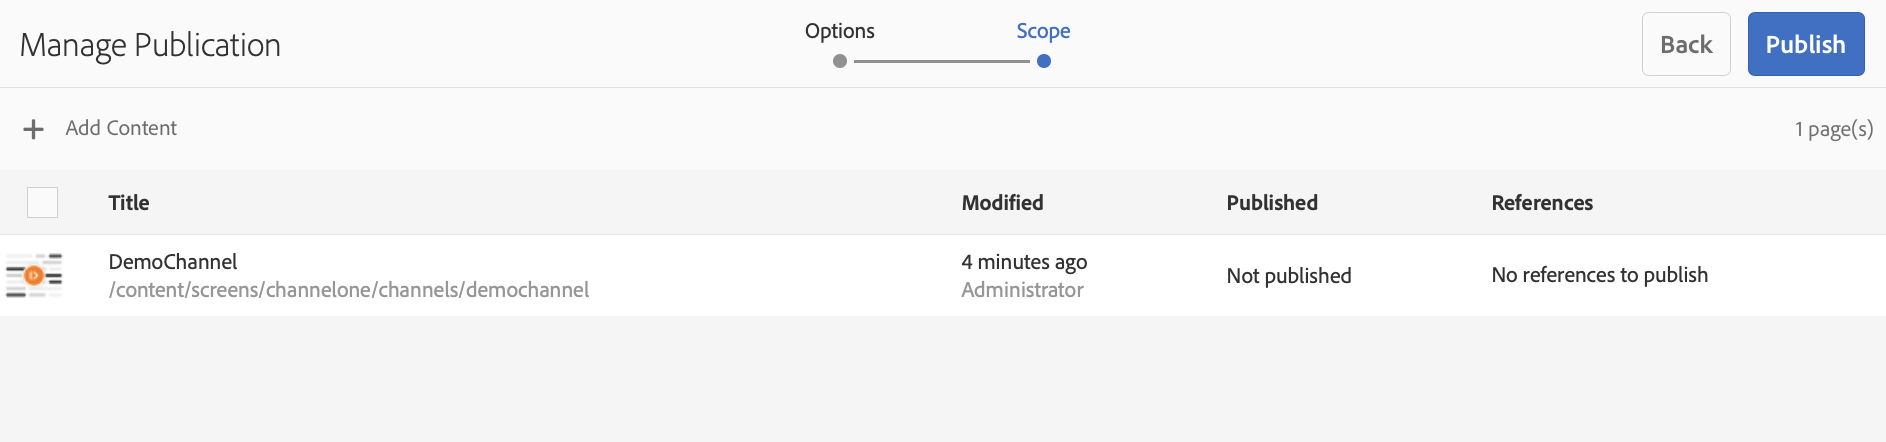 Manage Publication
Options
Scope
Back
Publish
Add Content
1 page(s)
Title
Modified
Published
References
DemoChannel
/content/screens/channelone/channels/demochannel
4 minutes ago
Administrator
Not published
No references to publish